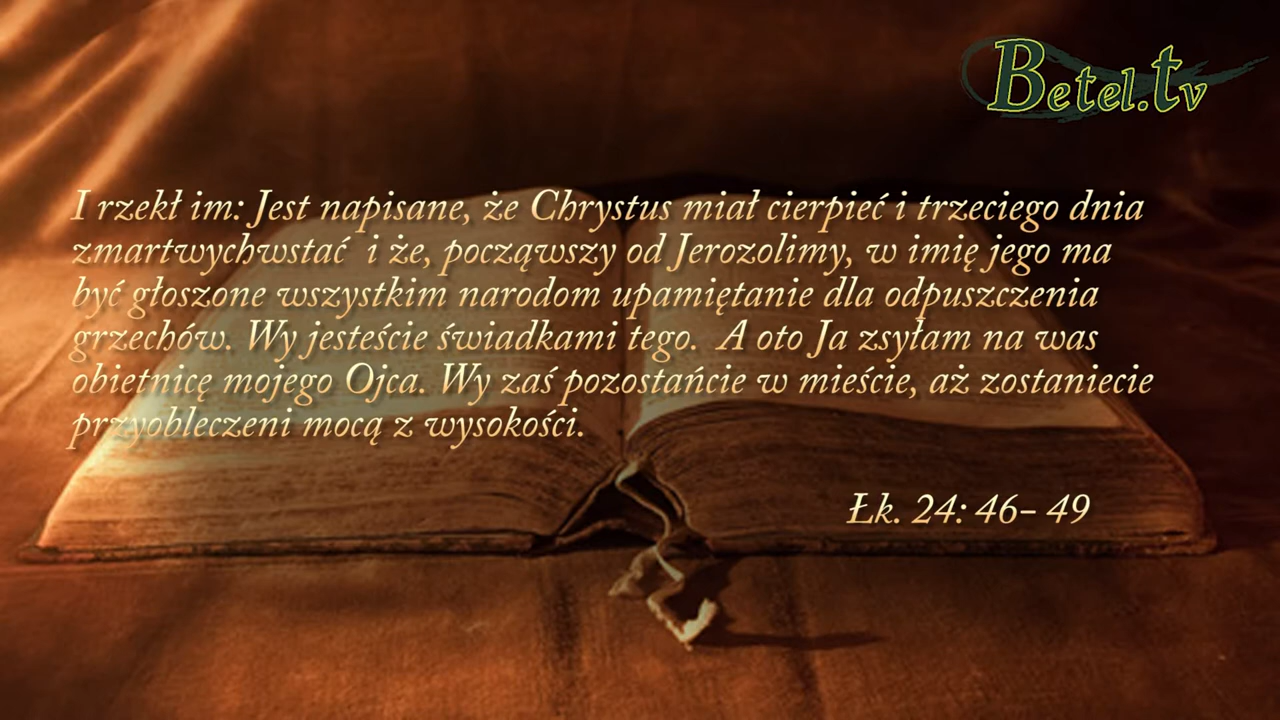 Betel.tv
I rzekł im: Jest napisane, że Chrystus miał cierpieć i trzeciego dnia
zmartwychwstać i że, począwszy od Jerozolimy, w imię jego ma
być głoszone wszystkim narodom upamiętanie dla odpuszczenia
grzechów. Wy jesteście świadkami tego. A oto Ja zsyłam na was
obietnicę mojego Ojca. Wy zaś pozostańcie w mieście, aż zostaniecie
przyobleczeni mocą z wysokości.
Łk. 24: 46– 49